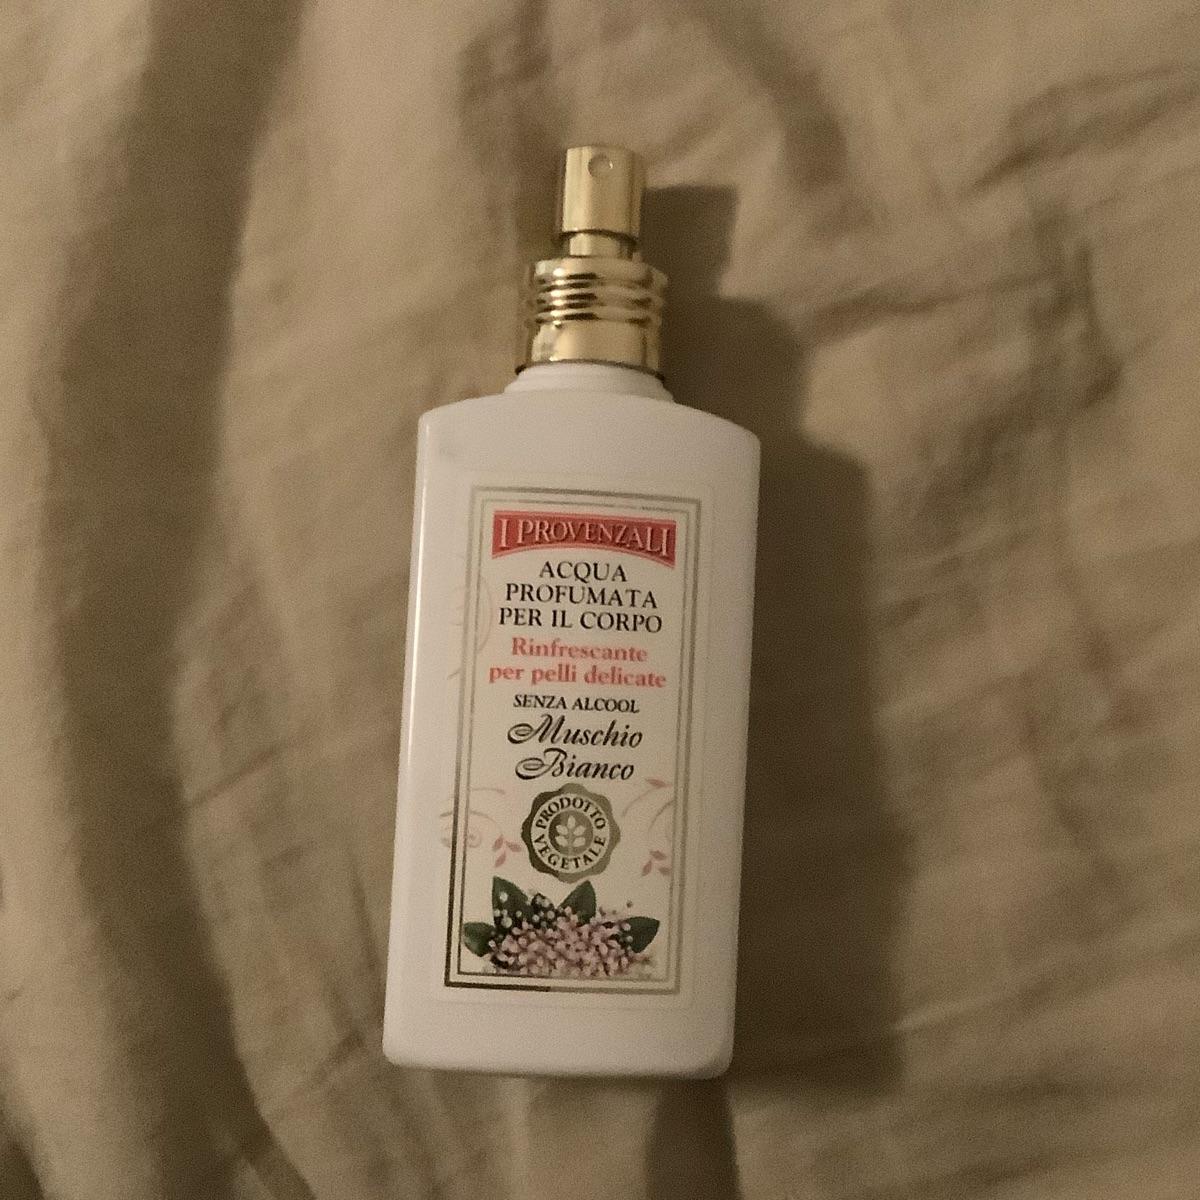 I PROVENZALI
ACQUA
PROFUMATA
PER IL CORPO
Rinfrescante
per pelli delicate
SENZA ALCOOL
Muschio
Bianco
PRODOTTO
VEGETALE